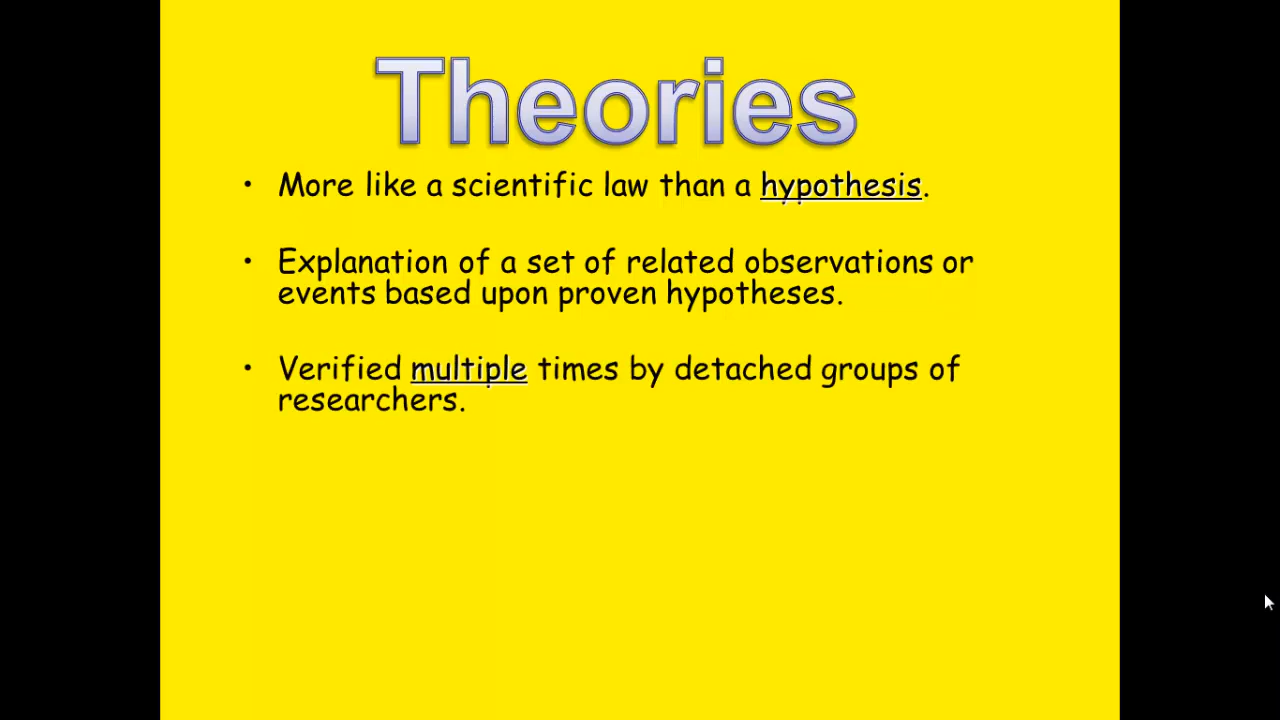 Theories
• More like a scientific law than a hypothesis.
• Explanation of a set of related observations or
events based upon proven hypotheses.
• Verified multiple times by detached groups of
researchers.